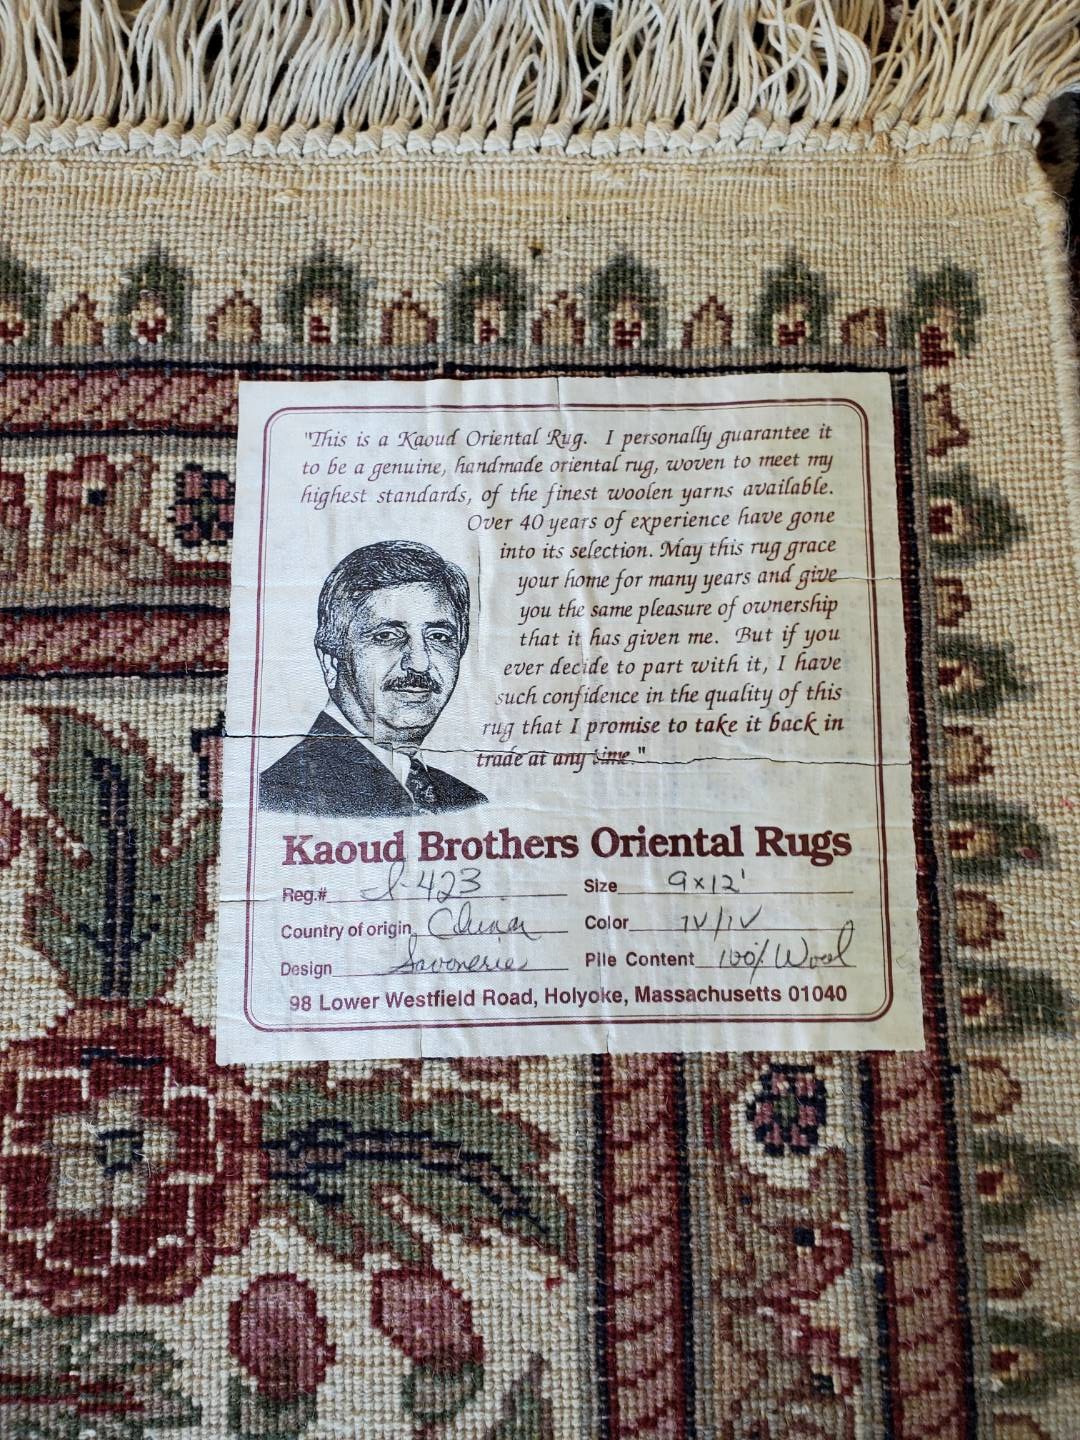 "This is a Kaoud Oriental Rug. I personally guarantee it
to be a genuine, handmade oriental rug, woven to meet my
highest standards, of the finest woolen yarns available.
Over 40 years of experience have gone
into its selection. May this rug grace
your home for many years and give
you the same pleasure of ownership
that it has given me. But if you
ever decide to part with it, I have
such confidence in the quality of this
rug that I promise to take it back in
trade at any time."
Kaoud Brothers Oriental Rugs
Reg.# I-423 Size 9x12'
Country of origin China Color IV/IV
Design Savonerie Pile Content 100% Wool
98 Lower Westfield Road, Holyoke, Massachusetts 01040